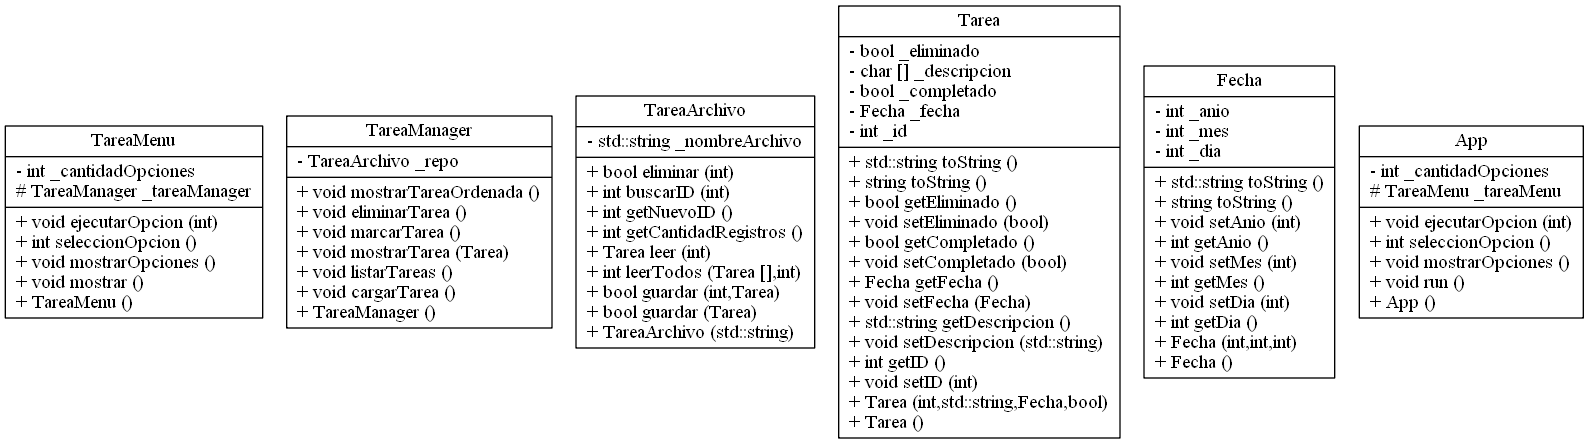 TareaMenu
- int _cantidadOpciones
# TareaManager _tareaManager
+ void ejecutarOpcion (int)
+ int seleccionOpcion ()
+ void mostrarOpciones ()
+ void mostrar ()
+ TareaMenu ()
TareaManager
- TareaArchivo _repo
+ void mostrarTareaOrdenada ()
+ void eliminarTarea ()
+ void marcarTarea ()
+ void mostrarTarea (Tarea)
+ void listarTareas ()
+ void cargarTarea ()
+ TareaManager ()
TareaArchivo
- std::string _nombreArchivo
+ bool eliminar (int)
+ int buscarID (int)
+ int getNuevoID ()
+ int getCantidadRegistros ()
+ Tarea leer (int)
+ int leerTodos (Tarea [],int)
+ bool guardar (int,Tarea)
+ bool guardar (Tarea)
+ TareaArchivo (std::string)
Tarea
- bool _eliminado
- char [] _descripcion
- bool _completado
- Fecha _fecha
- int _id
+ std::string toString ()
+ string toString ()
+ bool getEliminado ()
+ void setEliminado (bool)
+ bool getCompletado ()
+ void setCompletado (bool)
+ Fecha getFecha ()
+ void setFecha (Fecha)
+ std::string getDescripcion ()
+ void setDescripcion (std::string)
+ int getID ()
+ void setID (int)
+ Tarea (int,std::string,Fecha,bool)
+ Tarea ()
Fecha
- int _anio
- int _mes
- int _dia
+ std::string toString ()
+ string toString ()
+ void setAnio (int)
+ int getAnio ()
+ void setMes (int)
+ int getMes ()
+ void setDia (int)
+ int getDia ()
+ Fecha (int,int,int)
+ Fecha ()
App
- int _cantidadOpciones
# TareaMenu _tareaMenu
+ void ejecutarOpcion (int)
+ int seleccionOpcion ()
+ void mostrarOpciones ()
+ void run ()
+ App ()